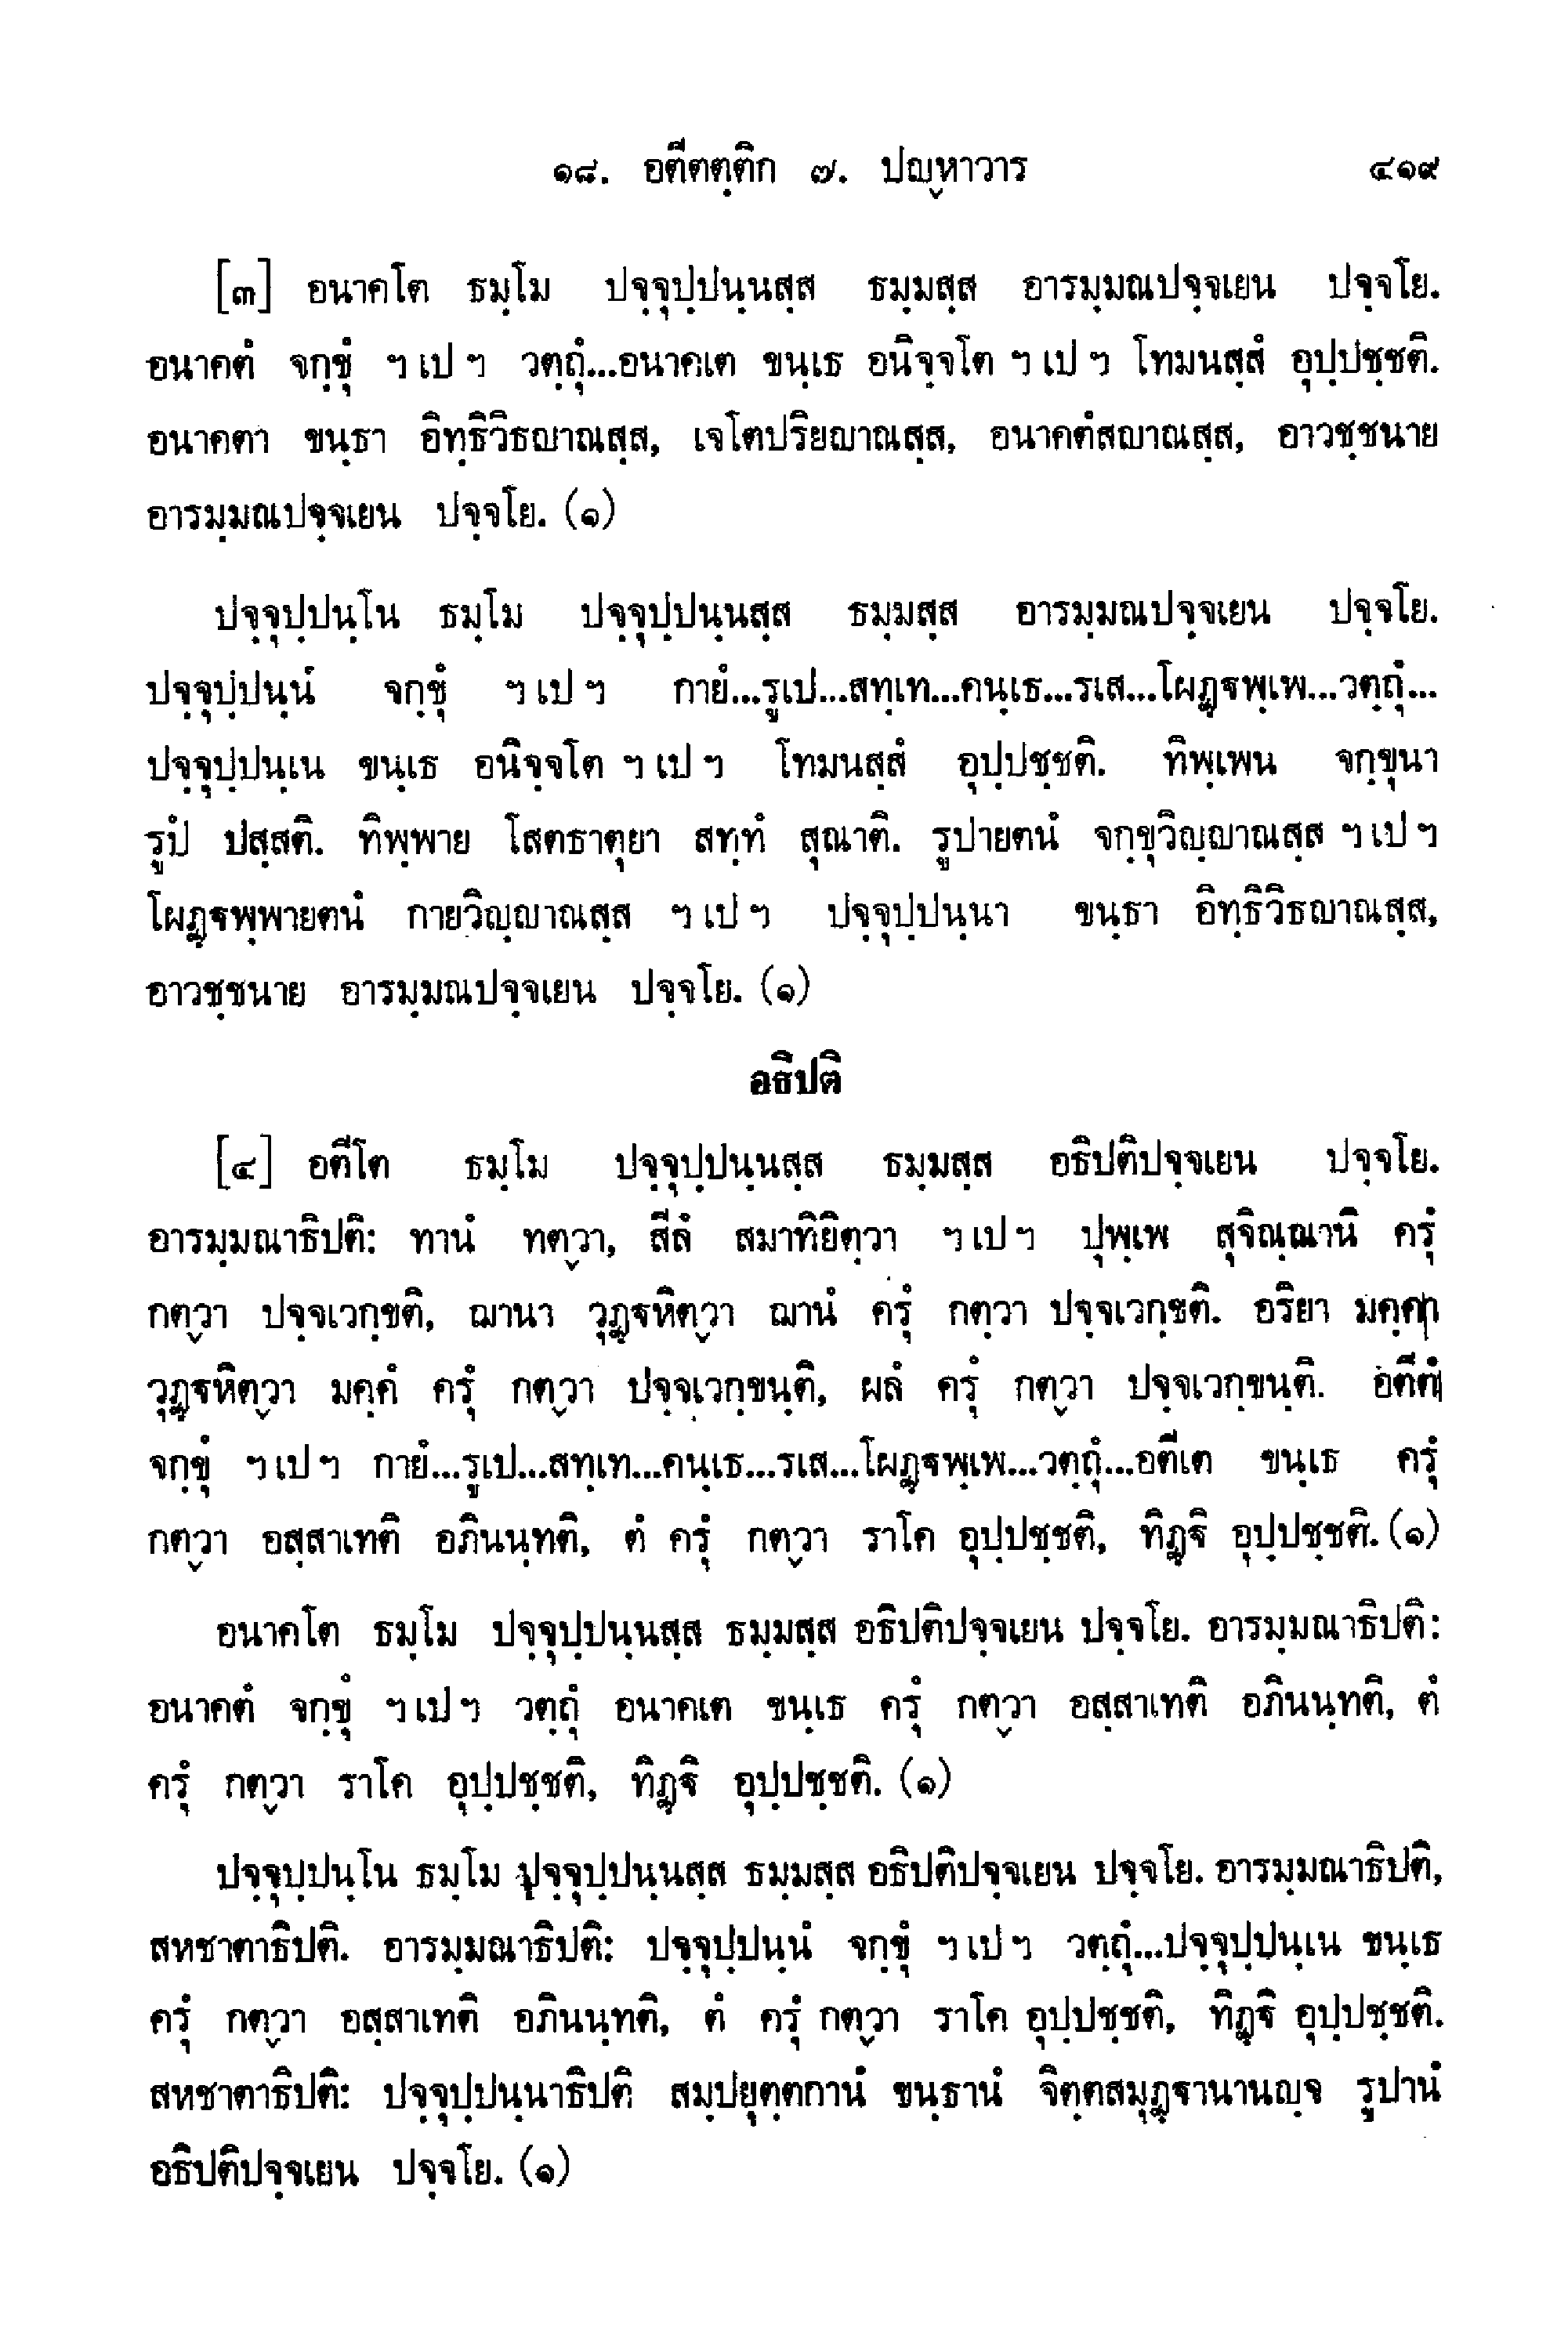 ๑๘. อตีตตฺติก ๗. ปญฺหาวาร ๔๑๙
[๓] อนาคโต ธมฺโม ปจฺจุปฺปนฺนสฺส ธมฺมสฺส อารมฺมณปจฺจเยน ปจฺจโย.
อนาคตํ จกฺขุํ ฯ เป ฯ วตฺถุํ...อนาคเต ขนฺเธ อนิจฺจโต ฯ เป ฯ โทมนสฺสํ อุปฺปชฺชติ.
อนาคตา ขนฺธา อิทฺธิวิธญาณสฺส, เจโตปริยญาณสฺส, อนาคตํสญาณสฺส, อาวชฺชนาย
อารมฺมณปจฺจเยน ปจฺจโย. (๑)
ปจฺจุปฺปนฺโน ธมฺโม ปจฺจุปฺปนฺนสฺส ธมฺมสฺส อารมฺมณปจฺจเยน ปจฺจโย.
ปจฺจุปฺปนฺนํ จกฺขุํ ฯ เป ฯ กายํ...รูเป...สทฺเท...คนฺเธ...รเส...โผฏฺฐพฺเพ...วตฺถุํ...
ปจฺจุปฺปนฺเน ขนฺเธ อนิจฺจโต ฯ เป ฯ โทมนสฺสํ อุปฺปชฺชติ. ทิพฺเพน จกฺขุนา
รูปํ ปสฺสติ. ทิพฺพาย โสตธาตุยา สทฺทํ สุณาติ. รูปายตนํ จกฺขุวิญฺญาณสฺส ฯ เป ฯ
โผฏฺฐพฺพายตนํ กายวิญฺญาณสฺส ฯ เป ฯ ปจฺจุปฺปนฺนา ขนฺธา อิทฺธิวิธญาณสฺส,
อาวชฺชนาย อารมฺมณปจฺจเยน ปจฺจโย. (๑)
อธิปติ
[๔] อตีโต ธมฺโม ปจฺจุปฺปนฺนสฺส ธมฺมสฺส อธิปติปจฺจเยน ปจฺจโย.
อารมฺมณาธิปติ: ทานํ ทตฺวา, สีลํ สมาทิยิตฺวา ฯ เป ฯ ปุพฺเพ สุจิณฺณานิ ครุํ
กตฺวา ปจฺจเวกฺขติ, ฌานา วุฏฺฐหิตฺวา ฌานํ ครุํ กตฺวา ปจฺจเวกฺขติ. อริยา มคฺคา
วุฏฺฐหิตฺวา มคฺคํ ครุํ กตฺวา ปจฺจเวกฺขนฺติ, ผลํ ครุํ กตฺวา ปจฺจเวกฺขนฺติ. อตีตํ
จกฺขุํ ฯ เป ฯ กายํ...รูเป...สทฺเท...คนฺเธ...รเส...โผฏฺฐพฺเพ...วตฺถุํ...อตีเต ขนฺเธ ครุํ
กตฺวา อสฺสาเทติ อภินนฺทติ, ตํ ครุํ กตฺวา ราโค อุปฺปชฺชติ, ทิฏฺฐิ อุปฺปชฺชติ. (๑)
อนาคโต ธมฺโม ปจฺจุปฺปนฺนสฺส ธมฺมสฺส อธิปติปจฺจเยน ปจฺจโย. อารมฺมณาธิปติ:
อนาคตํ จกฺขุํ ฯ เป ฯ วตฺถุํ อนาคเต ขนฺเธ ครุํ กตฺวา อสฺสาเทติ อภินนฺทติ, ตํ
ครุํ กตฺวา ราโค อุปฺปชฺชติ, ทิฏฺฐิ อุปฺปชฺชติ. (๑)
ปจฺจุปฺปนฺโน ธมฺโม ปจฺจุปฺปนฺนสฺส ธมฺมสฺส อธิปติปจฺจเยน ปจฺจโย. อารมฺมณาธิปติ,
สหชาตาธิปติ. อารมฺมณาธิปติ: ปจฺจุปฺปนฺนํ จกฺขุํ ฯ เป ฯ วตฺถุํ...ปจฺจุปฺปนฺเน ขนฺเธ
ครุํ กตฺวา อสฺสาเทติ อภินนฺทติ, ตํ ครุํ กตฺวา ราโค อุปฺปชฺชติ, ทิฏฺฐิ อุปฺปชฺชติ.
สหชาตาธิปติ: ปจฺจุปฺปนฺนาธิปติ สมฺปยุตฺตกานํ ขนฺธานํ จิตฺตสมุฏฺฐานานญฺจ รูปานํ
อธิปติปจฺจเยน ปจฺจโย. (๑)